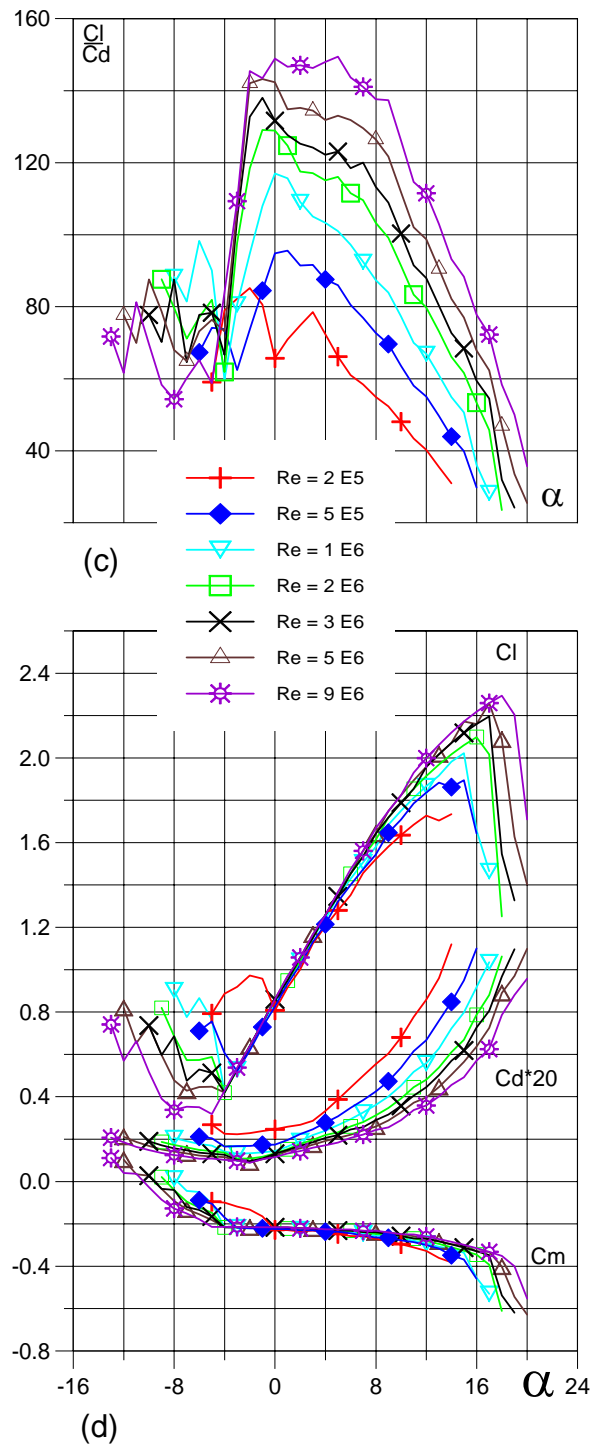 160
Cl
Cd
120
80
40
α
(c)
Re = 2 E5
Re = 5 E5
Re = 1 E6
Re = 2 E6
Re = 3 E6
Re = 5 E6
Re = 9 E6
Cl
2.4
2.0
1.6
1.2
0.8
Cd*20
0.4
0.0
Cm
-0.4
-0.8
-16 -8 0 8 16 α 24
(d)